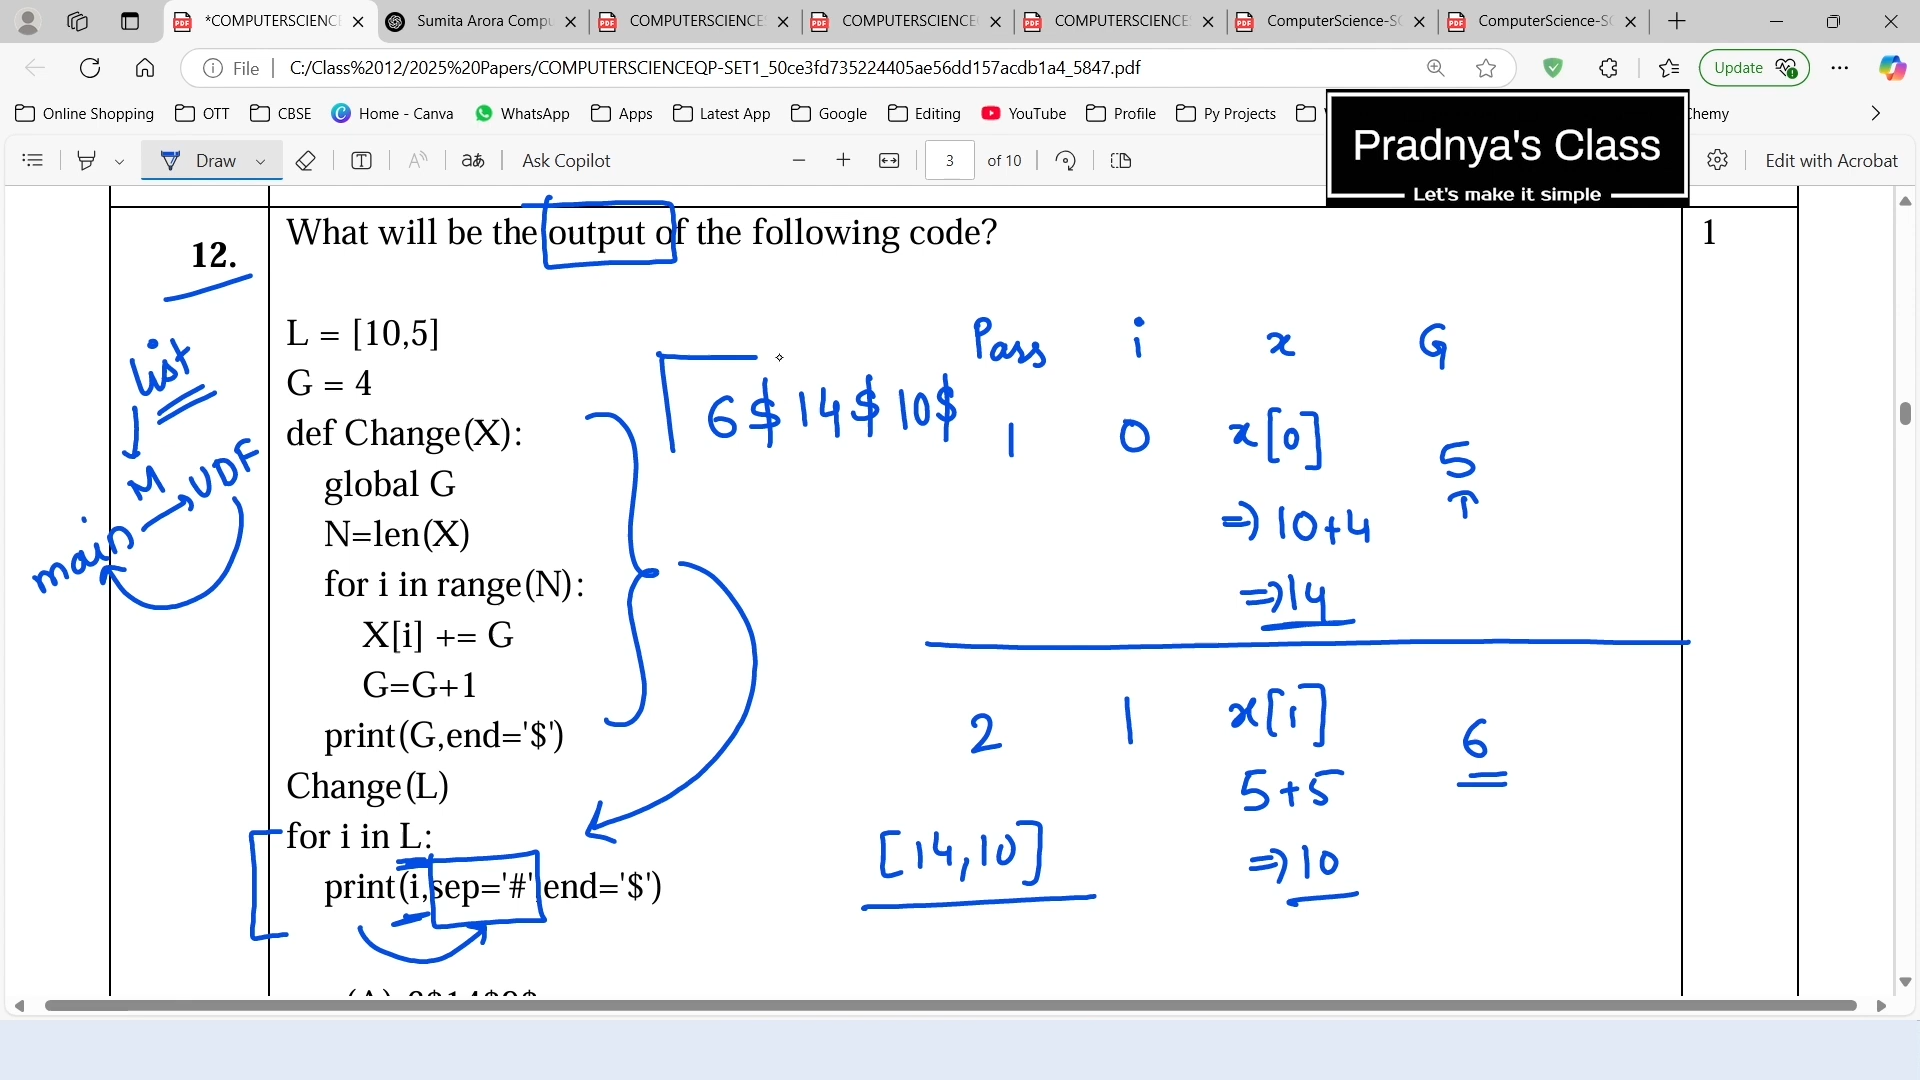 *COMPUTERSCIENCE
Sumita Arora Compu
COMPUTERSCIENCE
COMPUTERSCIENCE
COMPUTERSCIENCE
ComputerScience-S
ComputerScience-S
File
C:/Class%2012/2025%20Papers/COMPUTERSCIENCEQP-SET1_50ce3fd735224405ae56dd157acdb1a4_5847.pdf
Update
Online Shopping
OTT
CBSE
Home - Canva
WhatsApp
Apps
Latest App
Google
Editing
YouTube
Profile
Py Projects
Draw
Ask Copilot
3 of 10
Pradnya's Class
Let's make it simple
Edit with Acrobat
12.
What will be the output of the following code?
1
L = [10,5]
G = 4
def Change(X):
global G
N=len(X)
for i in range(N):
X[i] += G
G=G+1
print(G,end='$')
Change(L)
for i in L:
print(i,sep='#',end='$')
list
M
main → UDF
6$14$10$
Pass i x G
1 0 x[0] 5
=> 10+4
=> 14
2 1 x[1] 6
5+5
=> 10
[14,10]